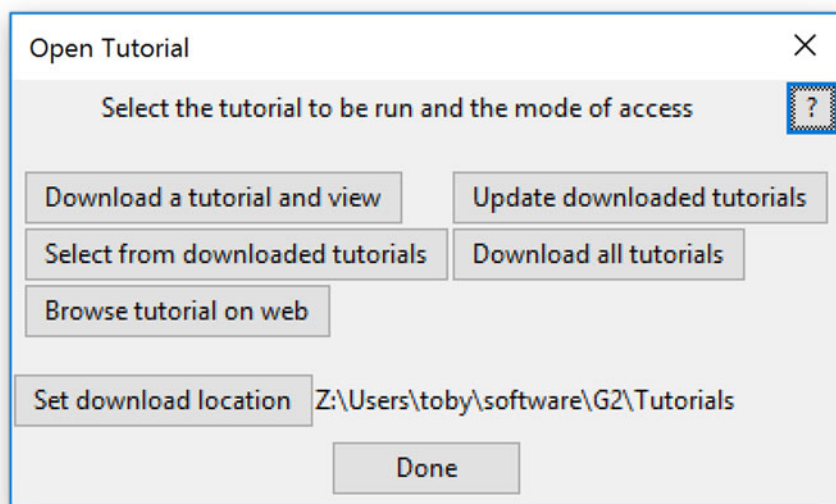 Open Tutorial
Select the tutorial to be run and the mode of access ?
Download a tutorial and view Update downloaded tutorials
Select from downloaded tutorials Download all tutorials
Browse tutorial on web
Set download location Z:\Users\toby\software\G2\Tutorials
Done